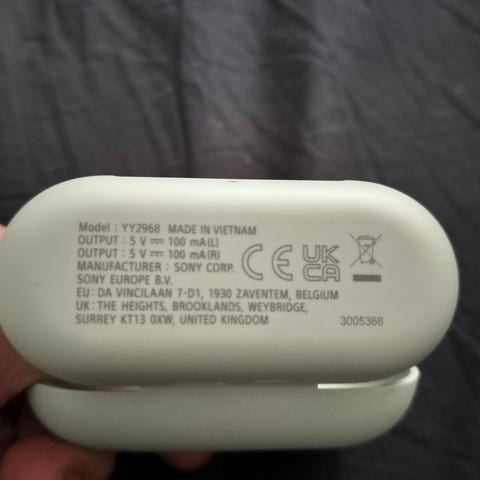 Model : YY2968 MADE IN VIETNAM
OUTPUT : 5 V ⎓ 100 mA(L)
OUTPUT : 5 V ⎓ 100 mA(R)
MANUFACTURER : SONY CORP.
SONY EUROPE B.V.
EU : DA VINCILAAN 7-D1, 1930 ZAVENTEM, BELGIUM
UK : THE HEIGHTS, BROOKLANDS, WEYBRIDGE,
SURREY KT13 0XW, UNITED KINGDOM
CE
UK
CA
3005368